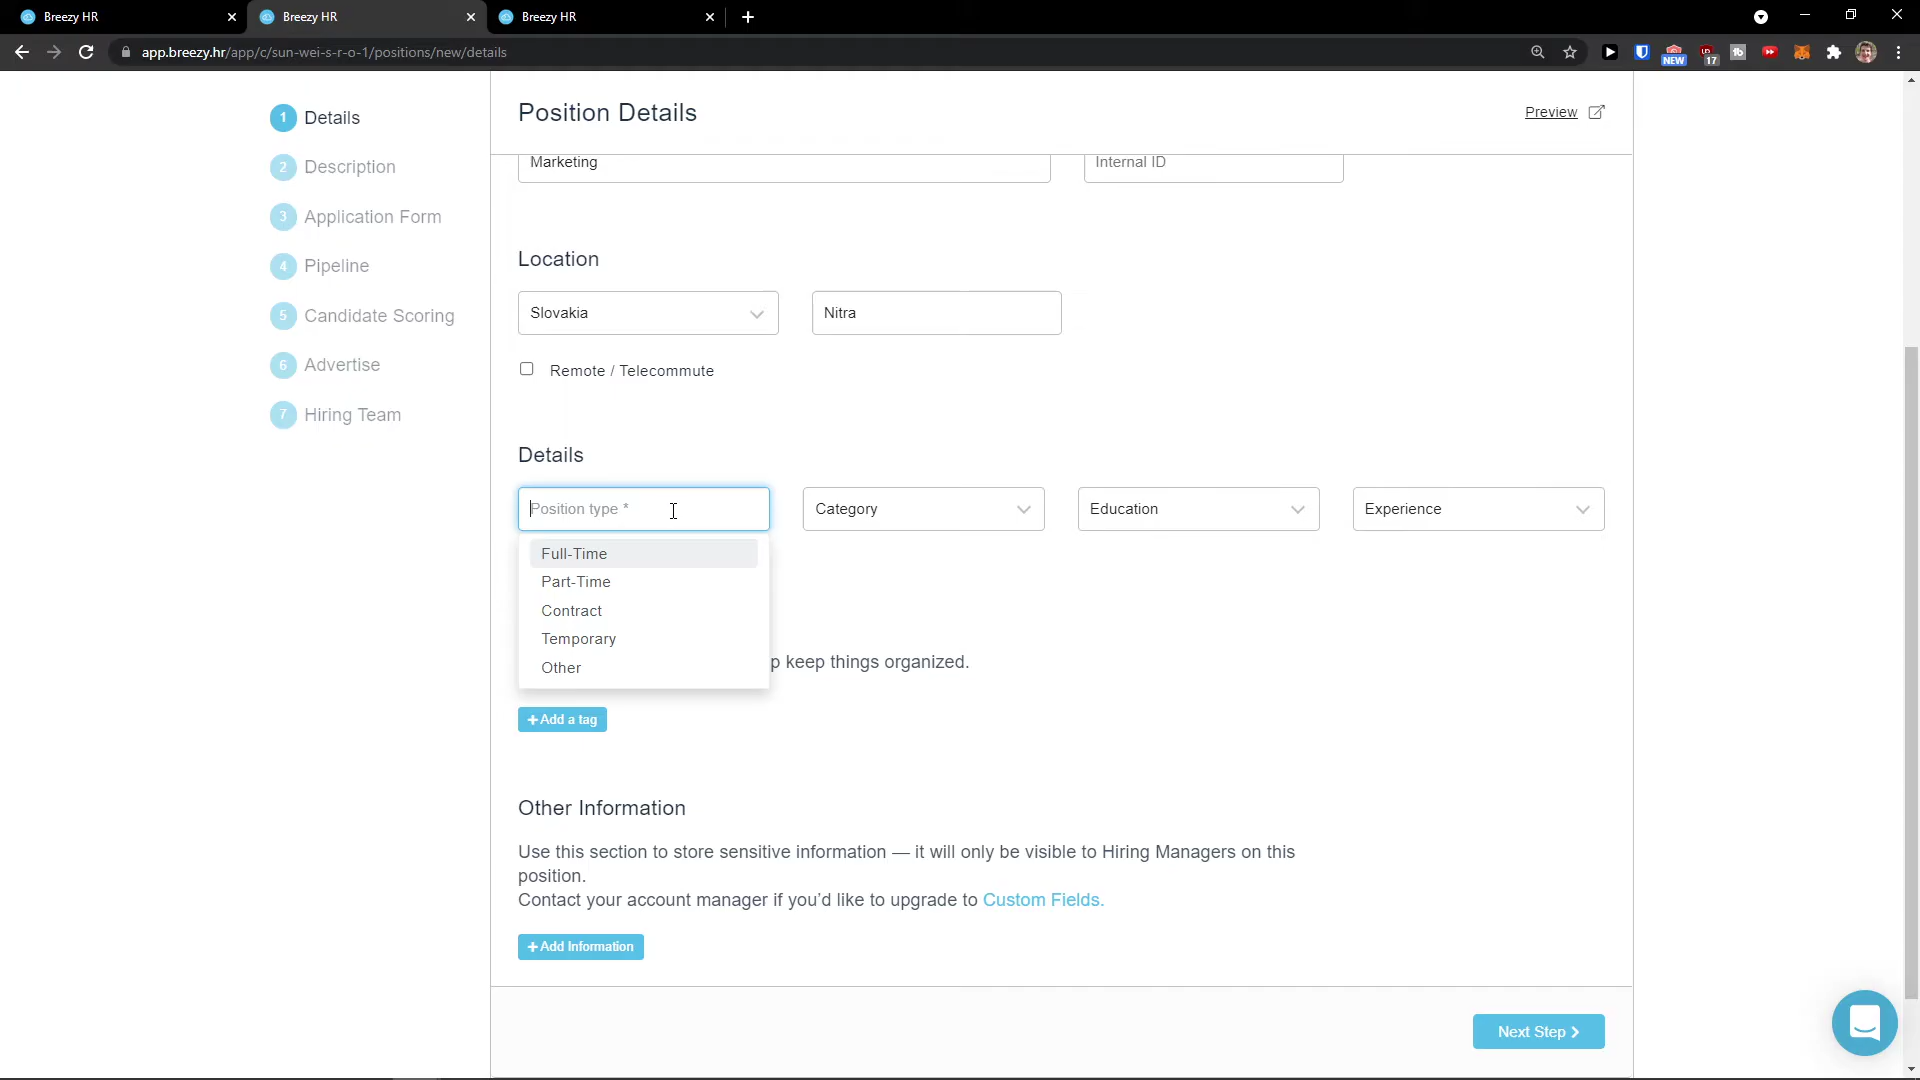 Breezy HR
Breezy HR
Breezy HR
app.breezy.hr/app/c/sun-wei-s-r-o-1/positions/new/details
NEW
17
1 Details
2 Description
3 Application Form
4 Pipeline
5 Candidate Scoring
6 Advertise
7 Hiring Team
Position Details
Preview
Marketing
Internal ID
Location
Slovakia
Nitra
Remote / Telecommute
Details
Position type *
Category
Education
Experience
Full-Time
Part-Time
Contract
Temporary
Other
p keep things organized.
+ Add a tag
Other Information
Use this section to store sensitive information — it will only be visible to Hiring Managers on this
position.
Contact your account manager if you'd like to upgrade to Custom Fields.
+ Add Information
Next Step